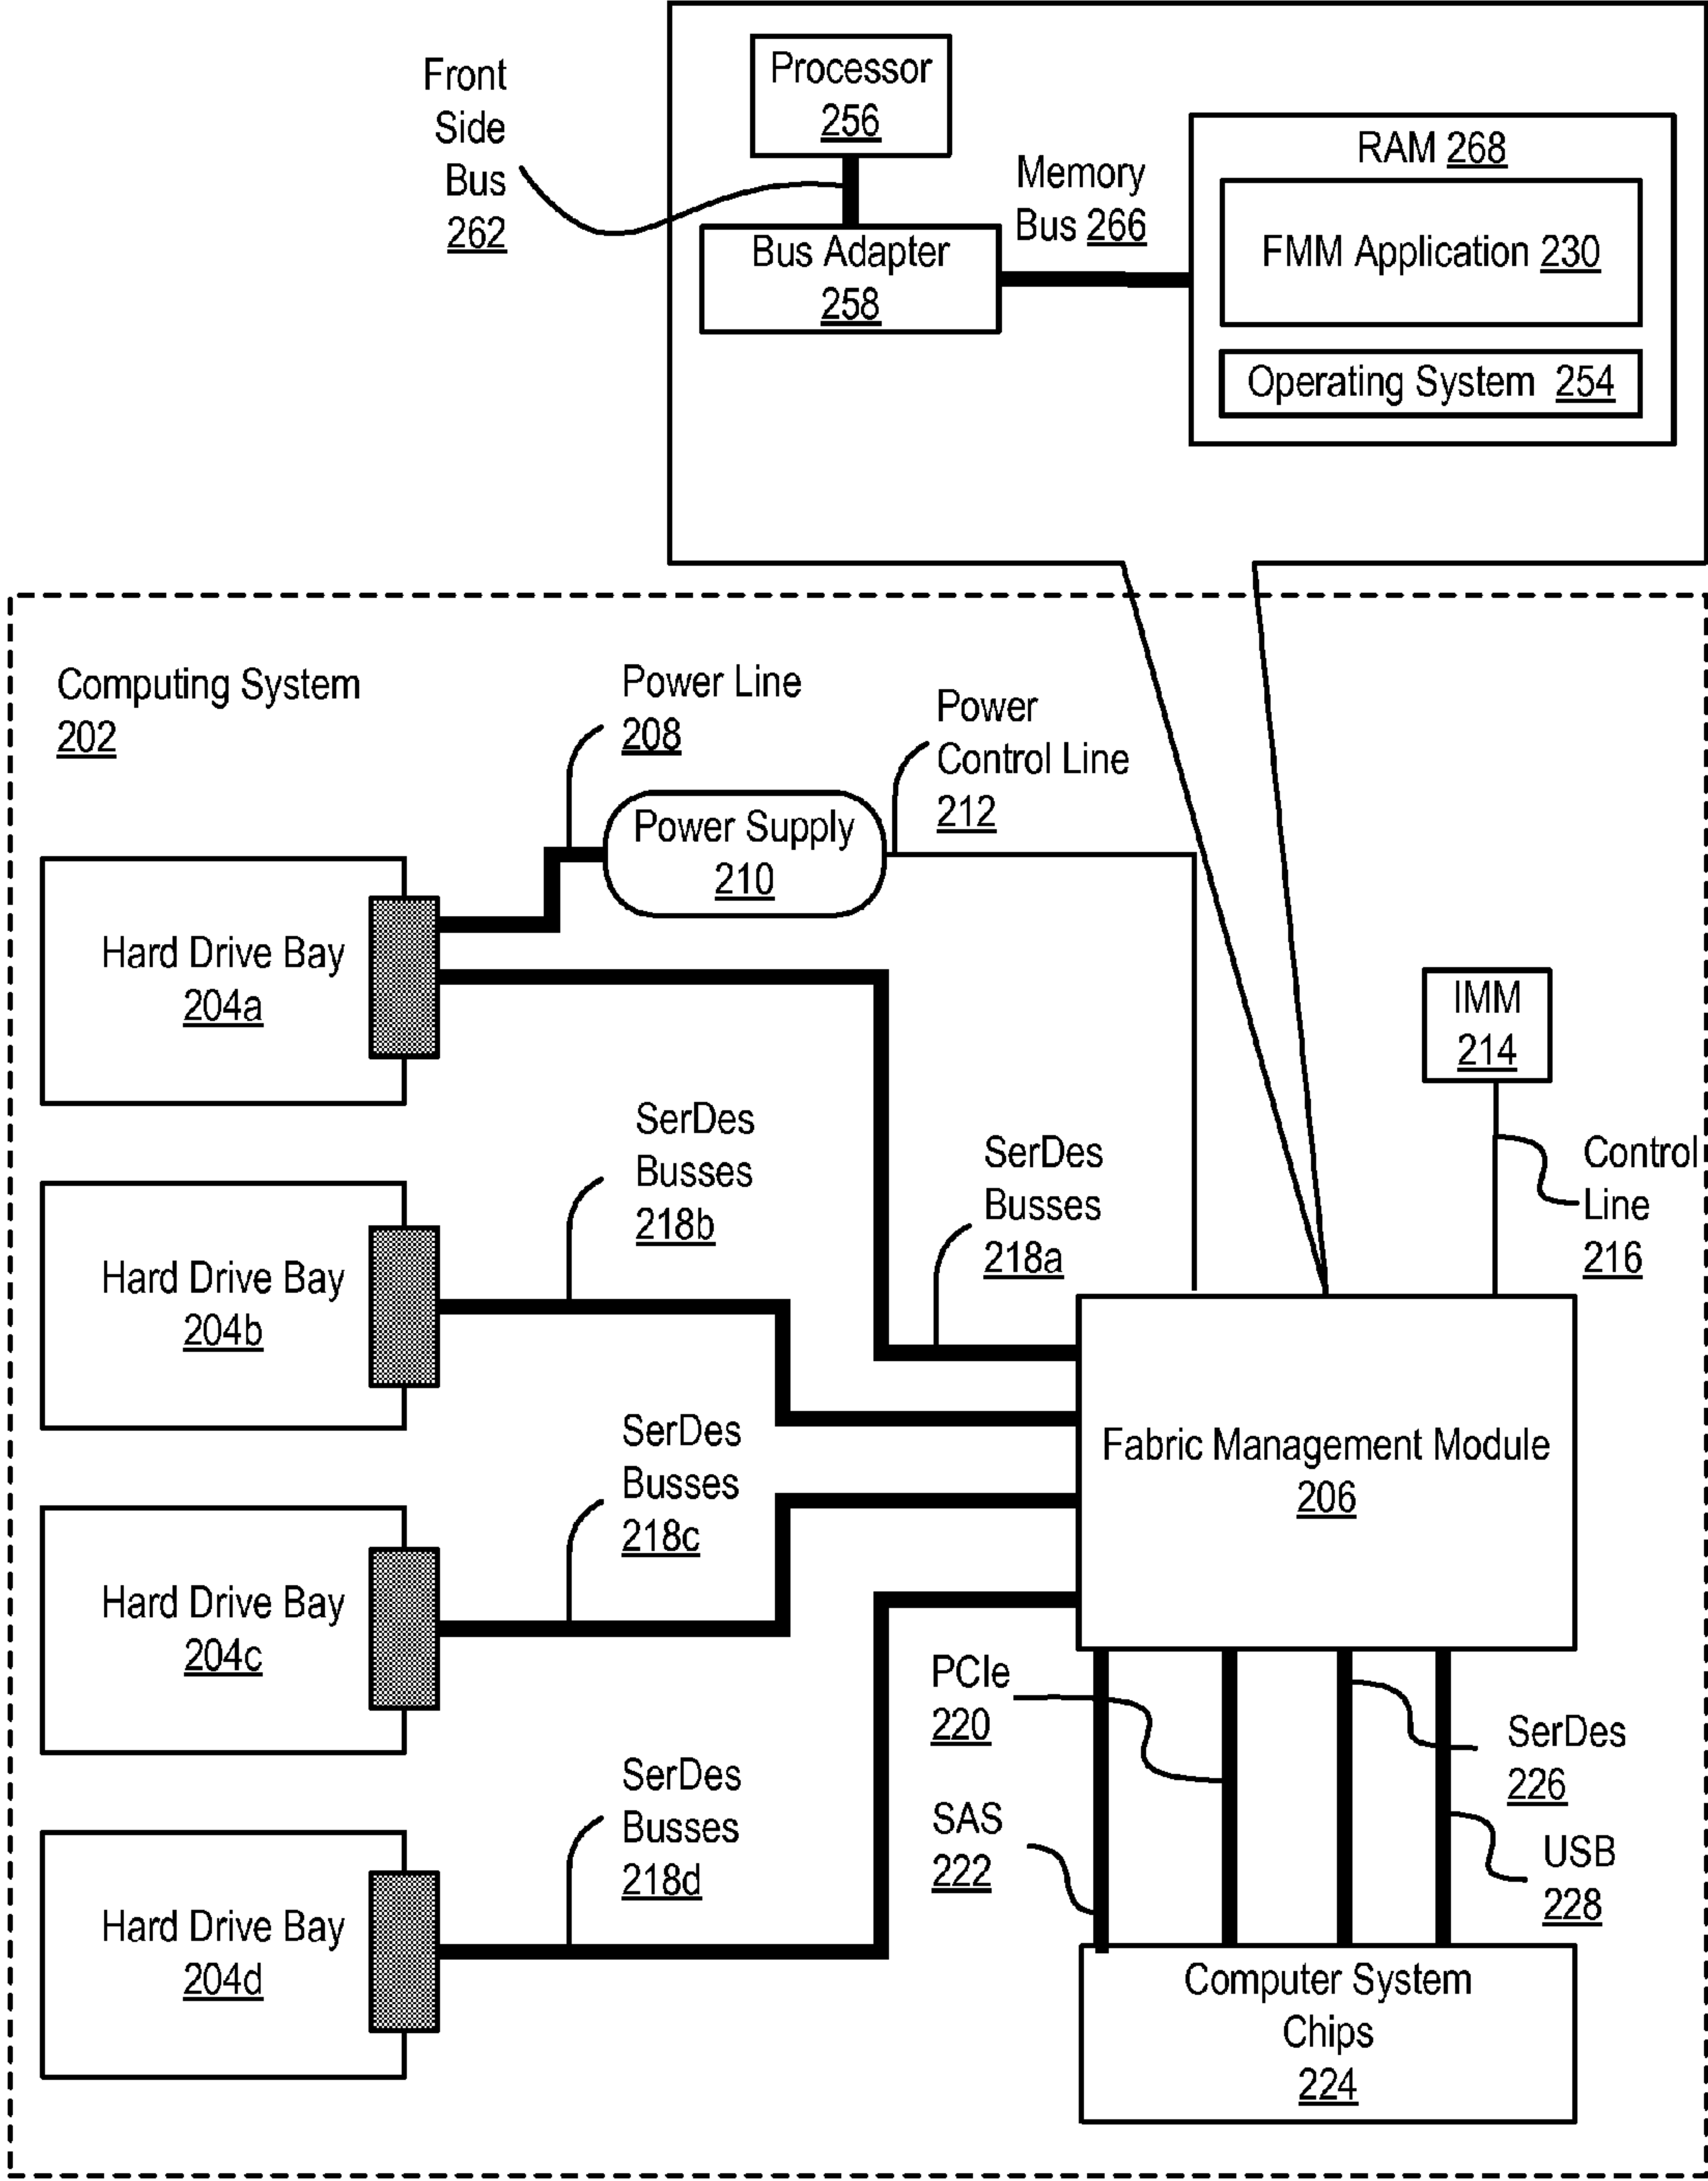 Front
Side
Bus
262
Processor
256
Bus Adapter
258
Memory
Bus 266
RAM 268
FMM Application 230
Operating System 254
Computing System
202
Power Line
208
Power
Control Line
212
Power Supply
210
Hard Drive Bay
204a
IMM
214
Control
Line
216
SerDes
Busses
218b
SerDes
Busses
218a
Hard Drive Bay
204b
SerDes
Busses
218c
Fabric Management Module
206
Hard Drive Bay
204c
PCIe
220
SerDes
226
SerDes
Busses
218d
SAS
222
USB
228
Hard Drive Bay
204d
Computer System
Chips
224